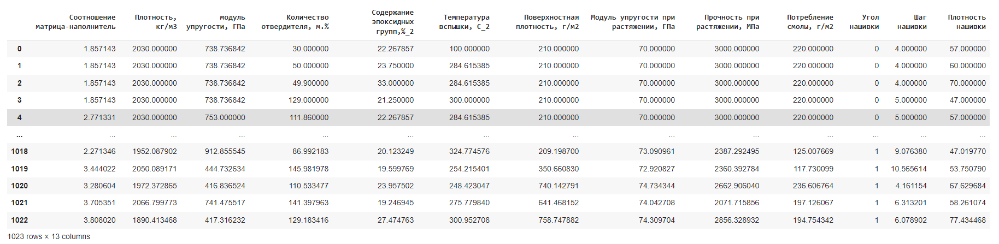 Соотношение матрица-наполнитель Плотность, кг/м3 модуль упругости, ГПа Количество отвердителя, м.% Содержание эпоксидных групп,%_2 Температура вспышки, С_2 Поверхностная плотность, г/м2 Модуль упругости при растяжении, ГПа Прочность при растяжении, МПа Потребление смолы, г/м2 Угол нашивки Шаг нашивки Плотность нашивки
0 1.857143 2030.000000 738.736842 30.000000 22.267857 100.000000 210.000000 70.000000 3000.000000 220.000000 0 4.000000 57.000000
1 1.857143 2030.000000 738.736842 50.000000 23.750000 284.615385 210.000000 70.000000 3000.000000 220.000000 0 4.000000 60.000000
2 1.857143 2030.000000 738.736842 49.900000 33.000000 284.615385 210.000000 70.000000 3000.000000 220.000000 0 4.000000 70.000000
3 1.857143 2030.000000 738.736842 129.000000 21.250000 300.000000 210.000000 70.000000 3000.000000 220.000000 0 5.000000 47.000000
4 2.771331 2030.000000 753.000000 111.860000 22.267857 284.615385 210.000000 70.000000 3000.000000 220.000000 0 5.000000 57.000000
... ... ... ... ... ... ... ... ... ... ... ... ... ...
1018 2.271346 1952.087902 912.855545 86.992183 20.123249 324.774576 209.198700 73.090961 2387.292495 125.007669 1 9.076380 47.019770
1019 3.444022 2050.089171 444.732634 145.981978 19.599769 254.215401 350.660830 72.920827 2360.392784 117.730099 1 10.565614 53.750790
1020 3.280604 1972.372865 416.836524 110.533477 23.957502 248.423047 740.142791 74.734344 2662.906040 236.606764 1 4.161154 67.629684
1021 3.705351 2066.799773 741.475517 141.397963 19.246945 275.779840 641.468152 74.042708 2071.715856 197.126067 1 6.313201 58.261074
1022 3.808020 1890.413468 417.316232 129.183416 27.474763 300.952708 758.747882 74.309704 2856.328932 194.754342 1 6.078902 77.434468
1023 rows × 13 columns